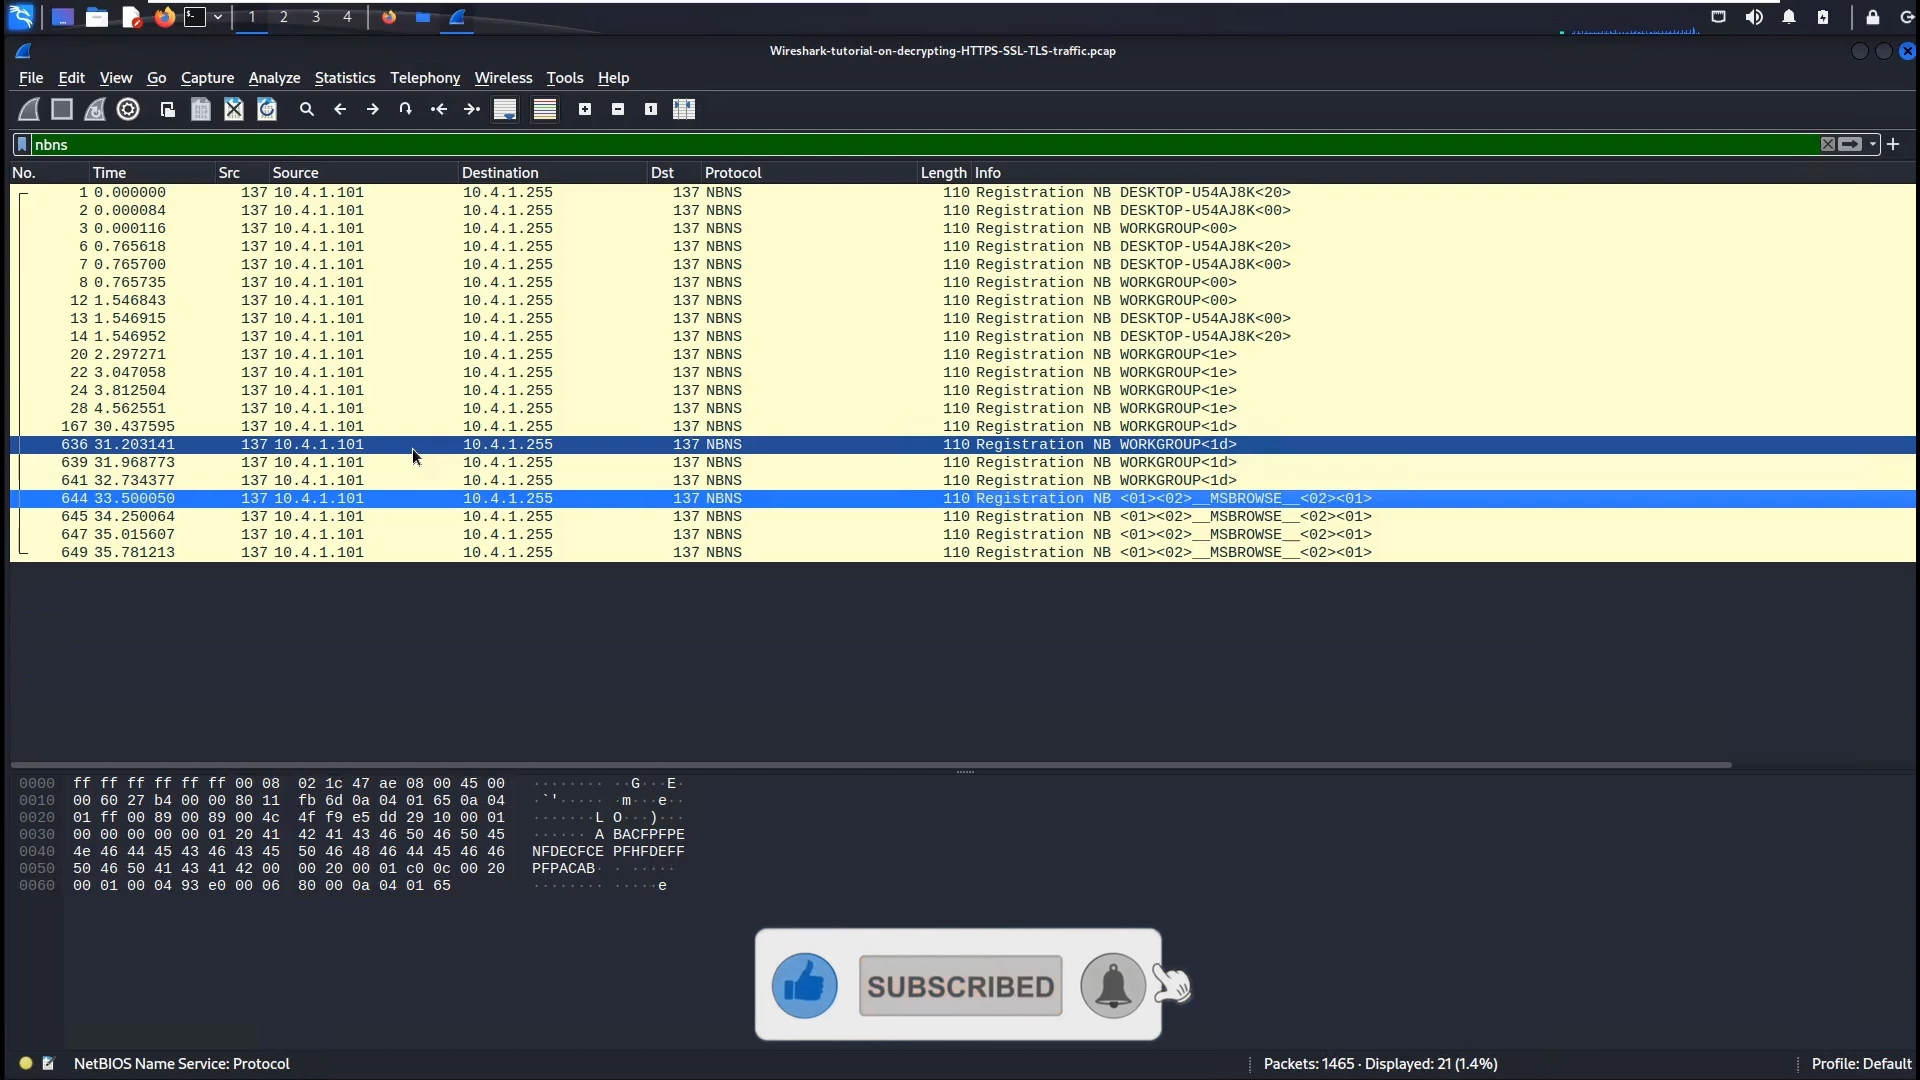 1 2 3 4
Wireshark-tutorial-on-decrypting-HTTPS-SSL-TLS-traffic.pcap
File Edit View Go Capture Analyze Statistics Telephony Wireless Tools Help
nbns
No. Time Src Source Destination Dst Protocol Length Info
1 0.000000 137 10.4.1.101 10.4.1.255 137 NBNS 110 Registration NB DESKTOP-U54AJ8K<20>
2 0.000084 137 10.4.1.101 10.4.1.255 137 NBNS 110 Registration NB DESKTOP-U54AJ8K<00>
3 0.000116 137 10.4.1.101 10.4.1.255 137 NBNS 110 Registration NB WORKGROUP<00>
6 0.765618 137 10.4.1.101 10.4.1.255 137 NBNS 110 Registration NB DESKTOP-U54AJ8K<20>
7 0.765700 137 10.4.1.101 10.4.1.255 137 NBNS 110 Registration NB DESKTOP-U54AJ8K<00>
8 0.765735 137 10.4.1.101 10.4.1.255 137 NBNS 110 Registration NB WORKGROUP<00>
12 1.546843 137 10.4.1.101 10.4.1.255 137 NBNS 110 Registration NB WORKGROUP<00>
13 1.546915 137 10.4.1.101 10.4.1.255 137 NBNS 110 Registration NB DESKTOP-U54AJ8K<00>
14 1.546952 137 10.4.1.101 10.4.1.255 137 NBNS 110 Registration NB DESKTOP-U54AJ8K<20>
20 2.297271 137 10.4.1.101 10.4.1.255 137 NBNS 110 Registration NB WORKGROUP<1e>
22 3.047058 137 10.4.1.101 10.4.1.255 137 NBNS 110 Registration NB WORKGROUP<1e>
24 3.812504 137 10.4.1.101 10.4.1.255 137 NBNS 110 Registration NB WORKGROUP<1e>
28 4.562551 137 10.4.1.101 10.4.1.255 137 NBNS 110 Registration NB WORKGROUP<1e>
167 30.437595 137 10.4.1.101 10.4.1.255 137 NBNS 110 Registration NB WORKGROUP<1d>
636 31.203141 137 10.4.1.101 10.4.1.255 137 NBNS 110 Registration NB WORKGROUP<1d>
639 31.968773 137 10.4.1.101 10.4.1.255 137 NBNS 110 Registration NB WORKGROUP<1d>
641 32.734377 137 10.4.1.101 10.4.1.255 137 NBNS 110 Registration NB WORKGROUP<1d>
644 33.500050 137 10.4.1.101 10.4.1.255 137 NBNS 110 Registration NB <01><02>__MSBROWSE__<02><01>
645 34.250064 137 10.4.1.101 10.4.1.255 137 NBNS 110 Registration NB <01><02>__MSBROWSE__<02><01>
647 35.015607 137 10.4.1.101 10.4.1.255 137 NBNS 110 Registration NB <01><02>__MSBROWSE__<02><01>
649 35.781213 137 10.4.1.101 10.4.1.255 137 NBNS 110 Registration NB <01><02>__MSBROWSE__<02><01>
0000 ff ff ff ff ff ff 00 08 02 1c 47 ae 08 00 45 00 ········ ··G···E·
0010 00 60 27 b4 00 00 80 11 fb 6d 0a 04 01 65 0a 04 ·`'····· ·m···e··
0020 01 ff 00 89 00 89 00 4c 4f f9 e5 dd 29 10 00 01 ·······L O···)···
0030 00 00 00 00 00 01 20 41 42 41 43 46 50 46 50 45 ······ A BACFPFPE
0040 4e 46 44 45 43 46 43 45 50 46 48 46 44 45 46 46 NFDECFCE PFHFDEFF
0050 50 46 50 41 43 41 42 00 00 20 00 01 c0 0c 00 20 PFPACAB· · ·····
0060 00 01 00 04 93 e0 00 06 80 00 0a 04 01 65 ········ ·····e
SUBSCRIBED
NetBIOS Name Service: Protocol Packets: 1465 · Displayed: 21 (1.4%) Profile: Default